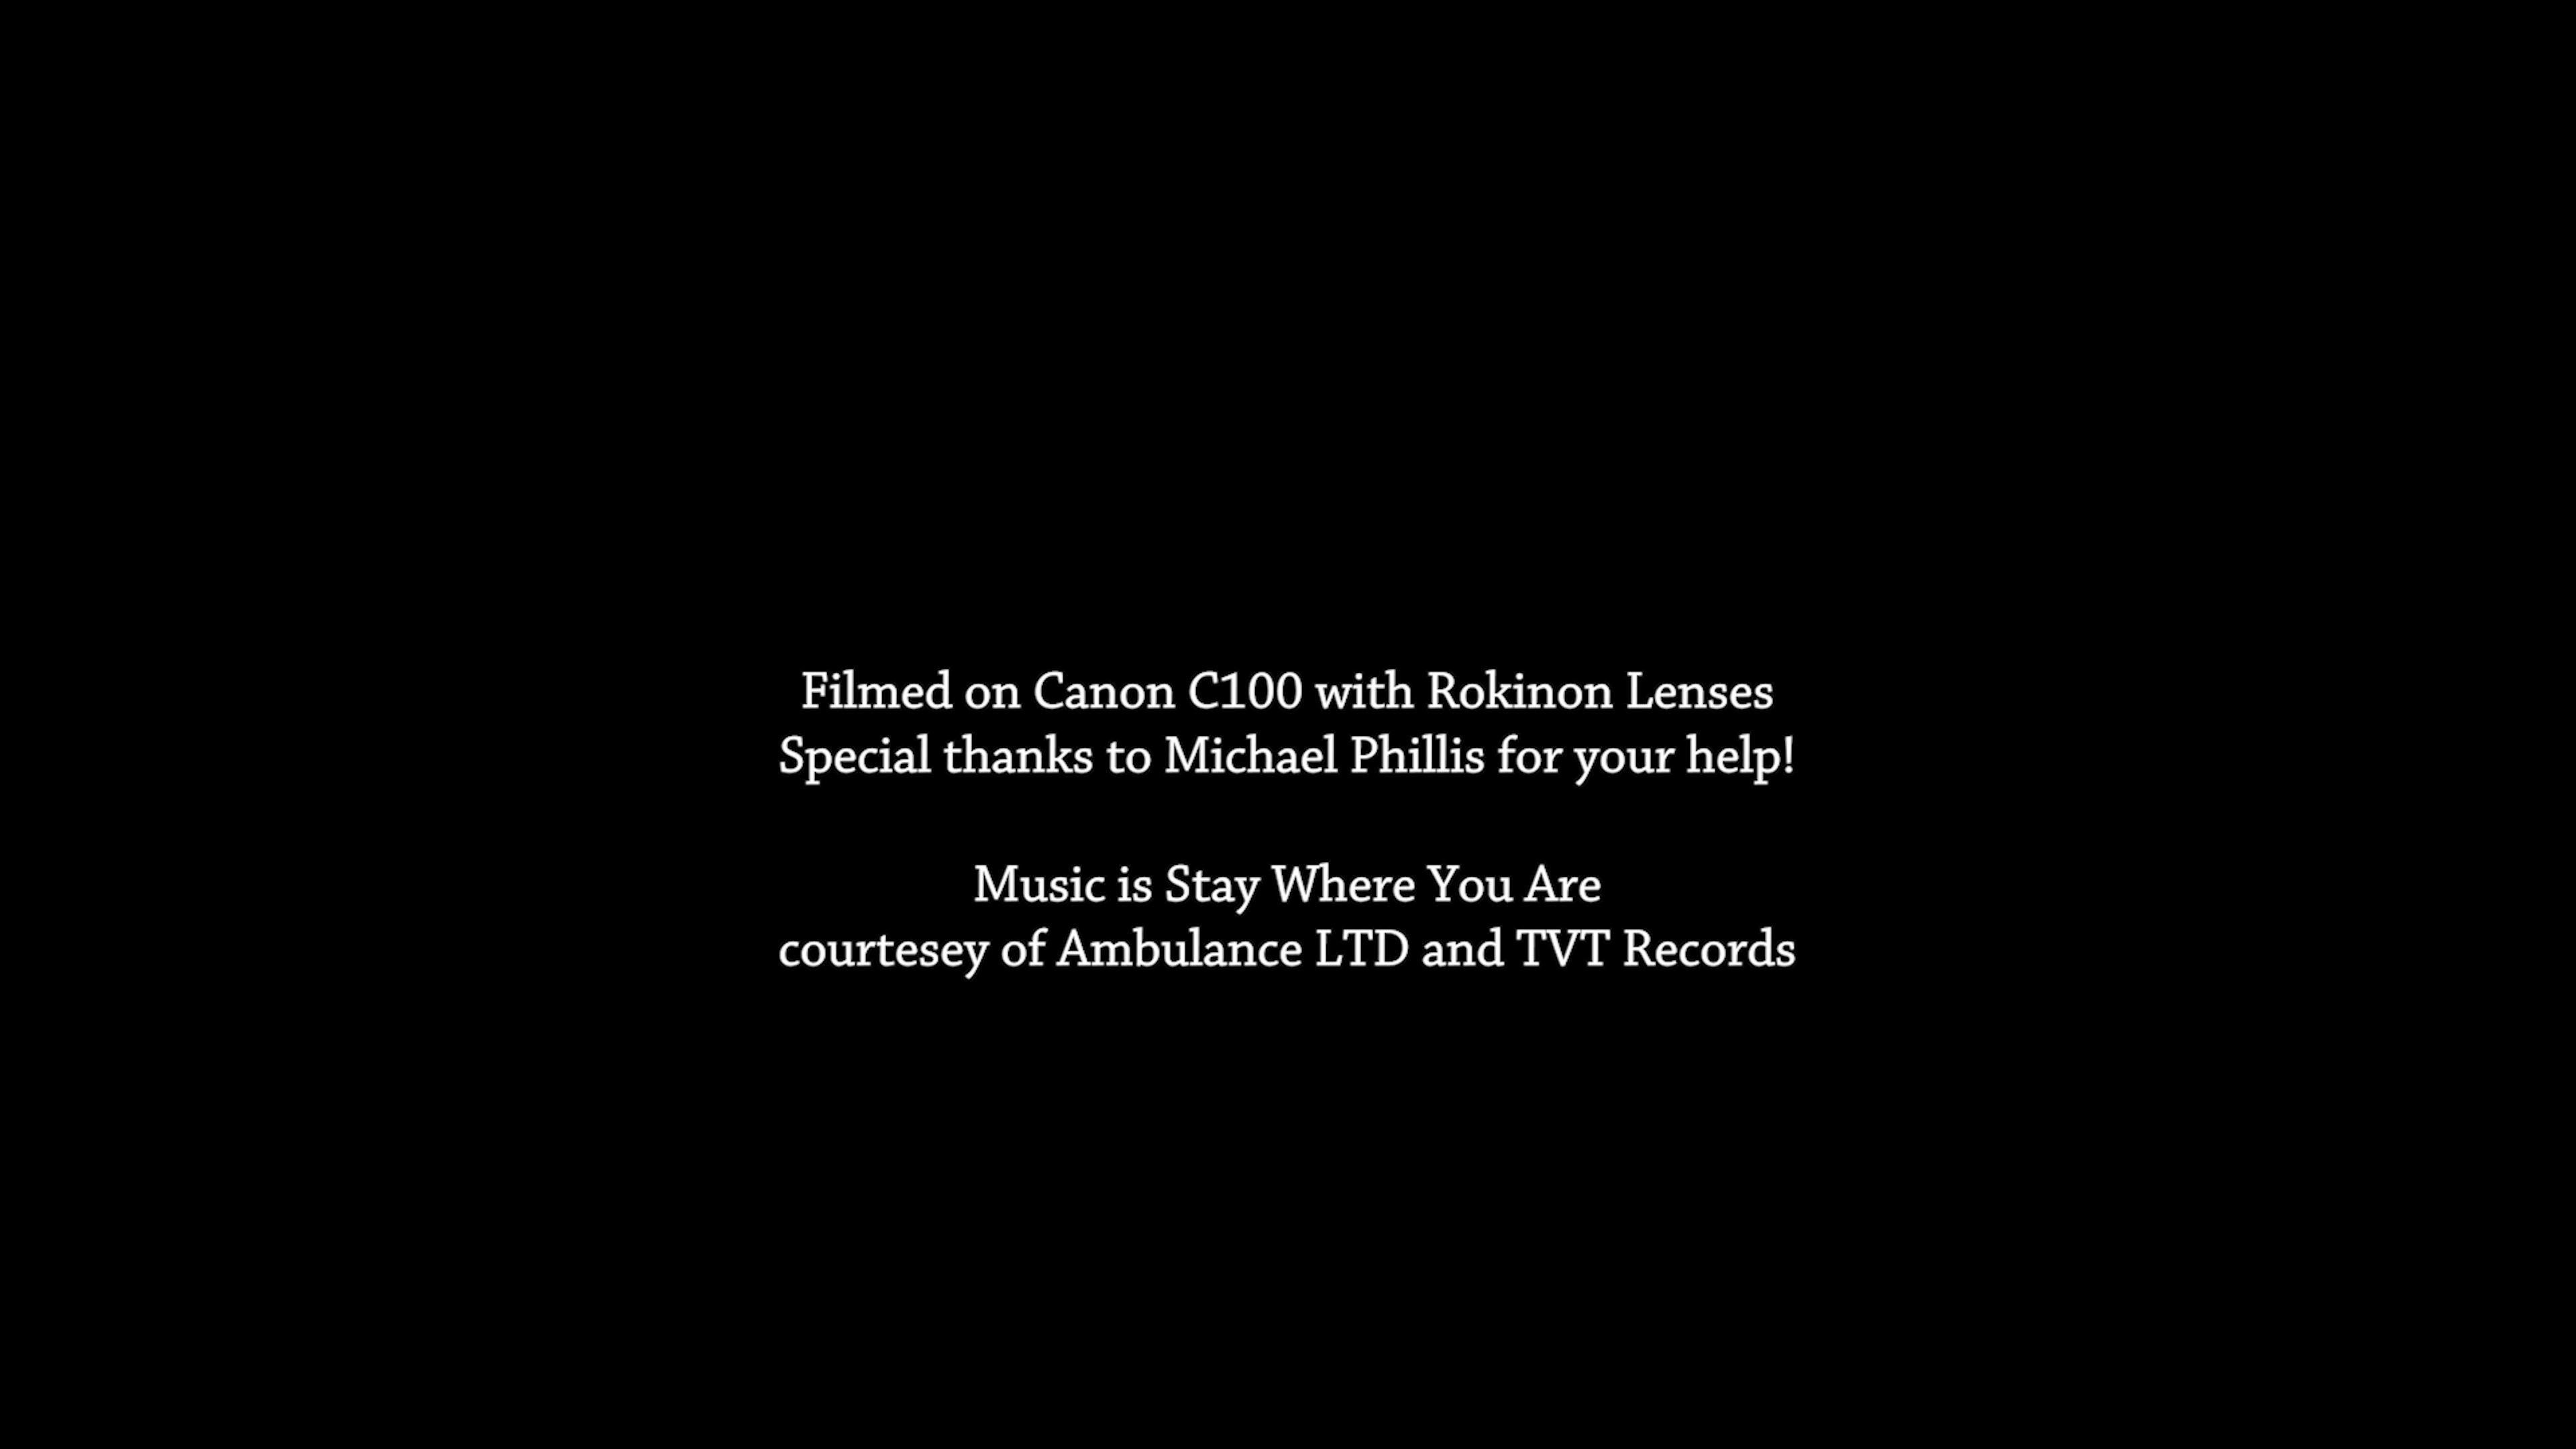 Filmed on Canon C100 with Rokinon Lenses
Special thanks to Michael Phillis for your help!
Music is Stay Where You Are
courtesey of Ambulance LTD and TVT Records